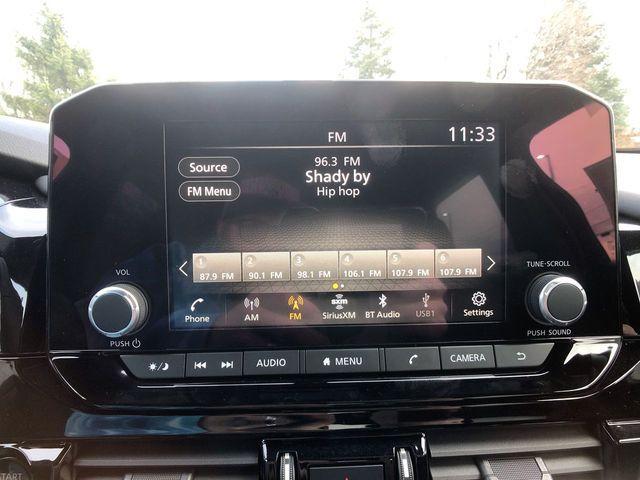 FM 11:33
Source
FM Menu
96.3 FM
Shady by
Hip hop
1 2 3 4 5 6
87.9 FM 90.1 FM 98.1 FM 106.1 FM 107.9 FM 107.9 FM
Phone AM FM SiriusXM BT Audio USB1 Settings
sxm
VOL
PUSH
TUNE·SCROLL
PUSH SOUND
AUDIO MENU CAMERA
START